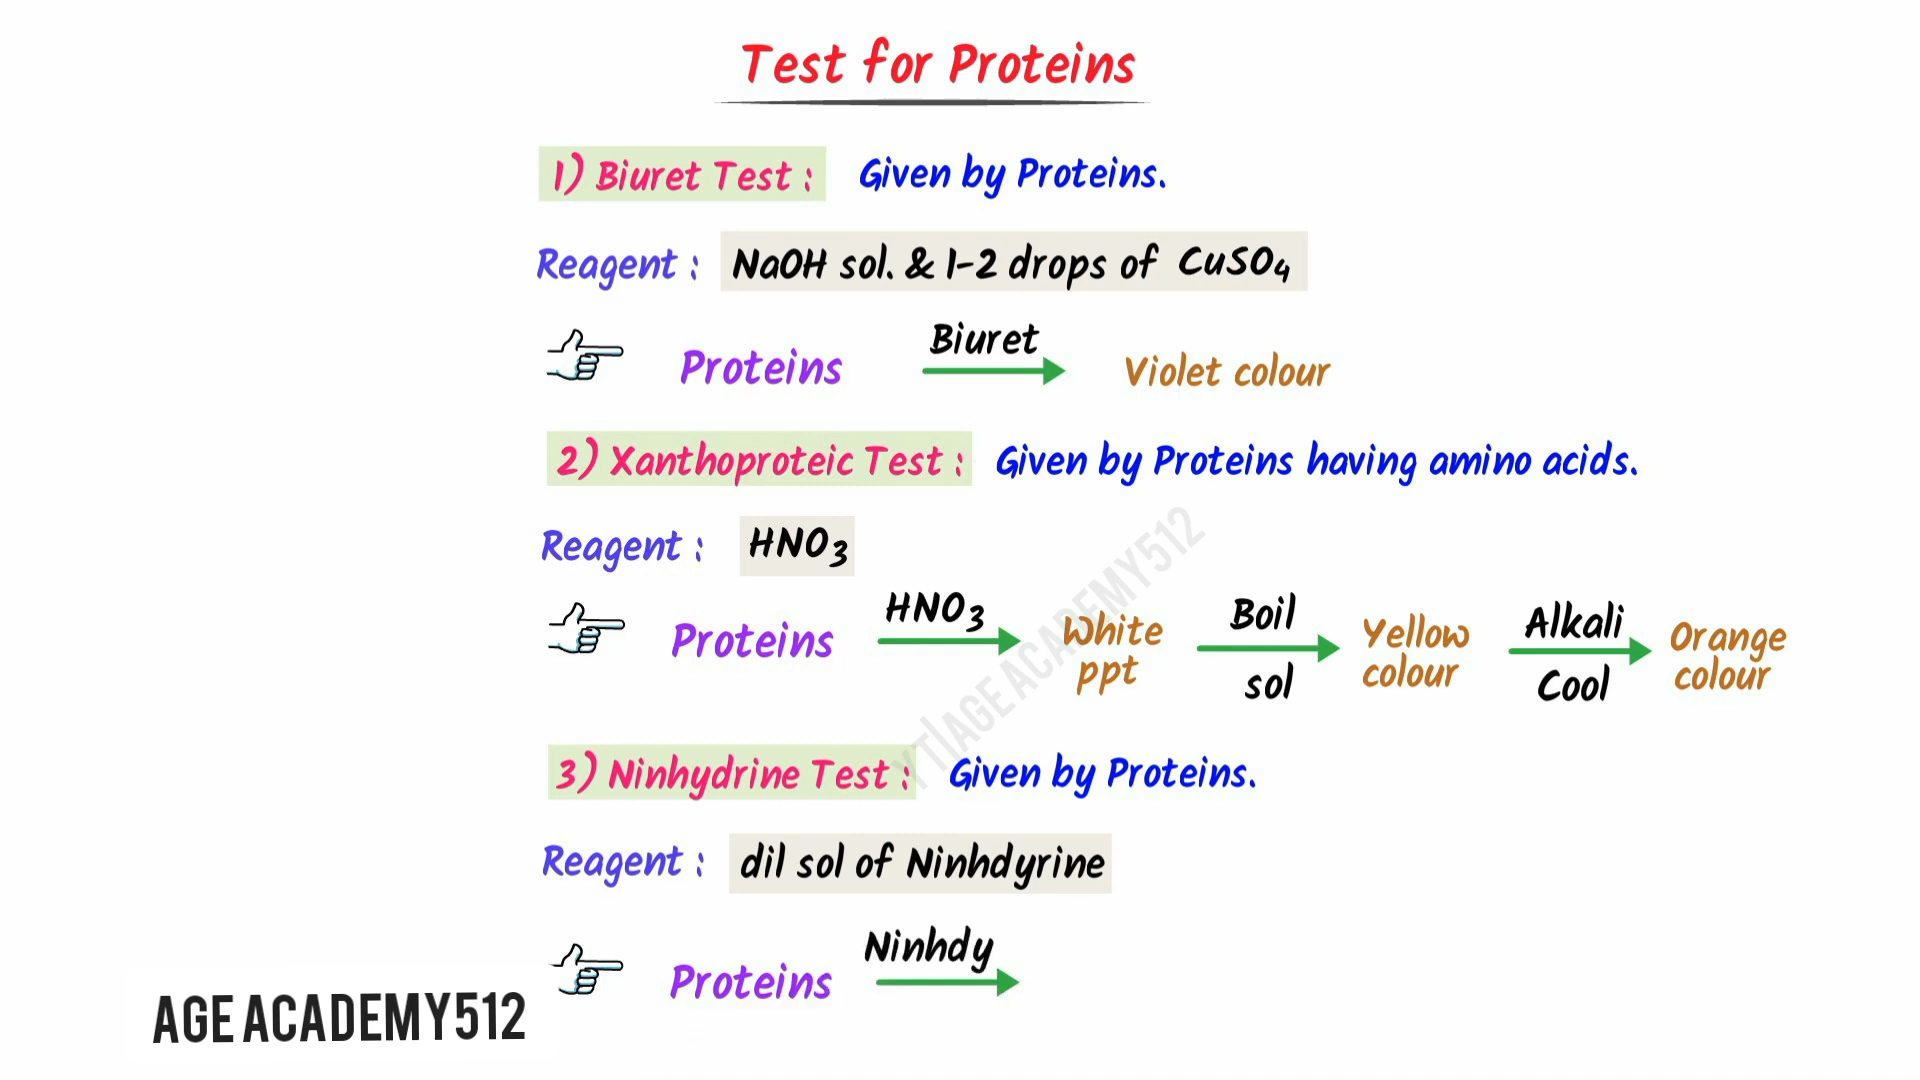 Test for Proteins
1) Biuret Test : Given by Proteins.
Reagent : NaOH sol. & 1-2 drops of CuSO₄
Proteins Biuret Violet colour
2) Xanthoproteic Test : Given by Proteins having amino acids.
Reagent : HNO₃
Proteins HNO₃ White ppt Boil sol Yellow colour Alkali Cool Orange colour
YT|AGE ACADEMY512
3) Ninhydrine Test : Given by Proteins.
Reagent : dil sol of Ninhdyrine
Proteins Ninhdy
AGE ACADEMY512